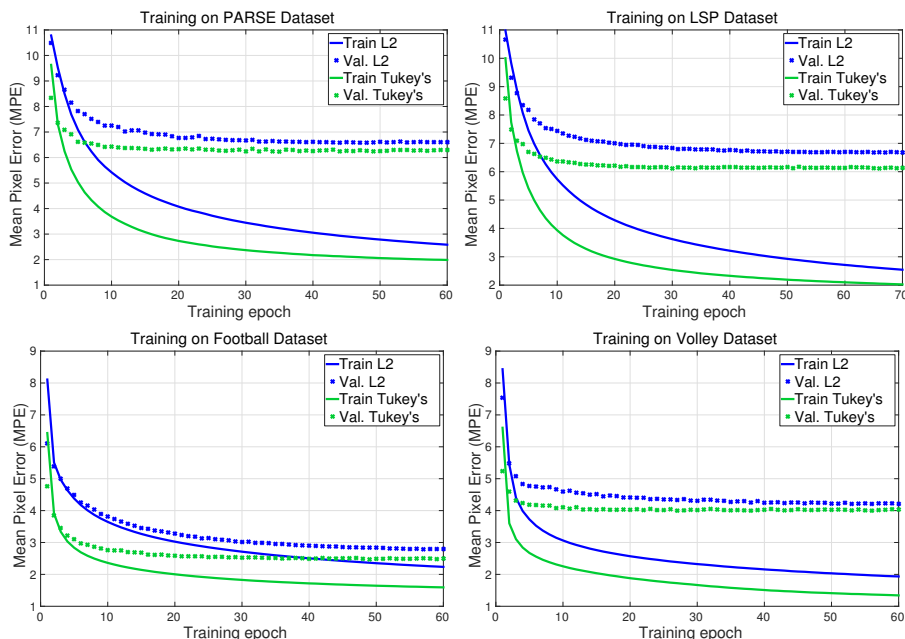 Training on PARSE Dataset
Mean Pixel Error (MPE)
11
10
9
8
7
6
5
4
3
2
1
Train L2
Val. L2
Train Tukey's
Val. Tukey's
0 10 20 30 40 50 60
Training epoch
Training on LSP Dataset
Mean Pixel Error (MPE)
11
10
9
8
7
6
5
4
3
2
Train L2
Val. L2
Train Tukey's
Val. Tukey's
0 10 20 30 40 50 60 70
Training epoch
Training on Football Dataset
Mean Pixel Error (MPE)
9
8
7
6
5
4
3
2
1
Train L2
Val. L2
Train Tukey's
Val. Tukey's
0 10 20 30 40 50 60
Training epoch
Training on Volley Dataset
Mean Pixel Error (MPE)
9
8
7
6
5
4
3
2
1
Train L2
Val. L2
Train Tukey's
Val. Tukey's
0 10 20 30 40 50 60
Training epoch